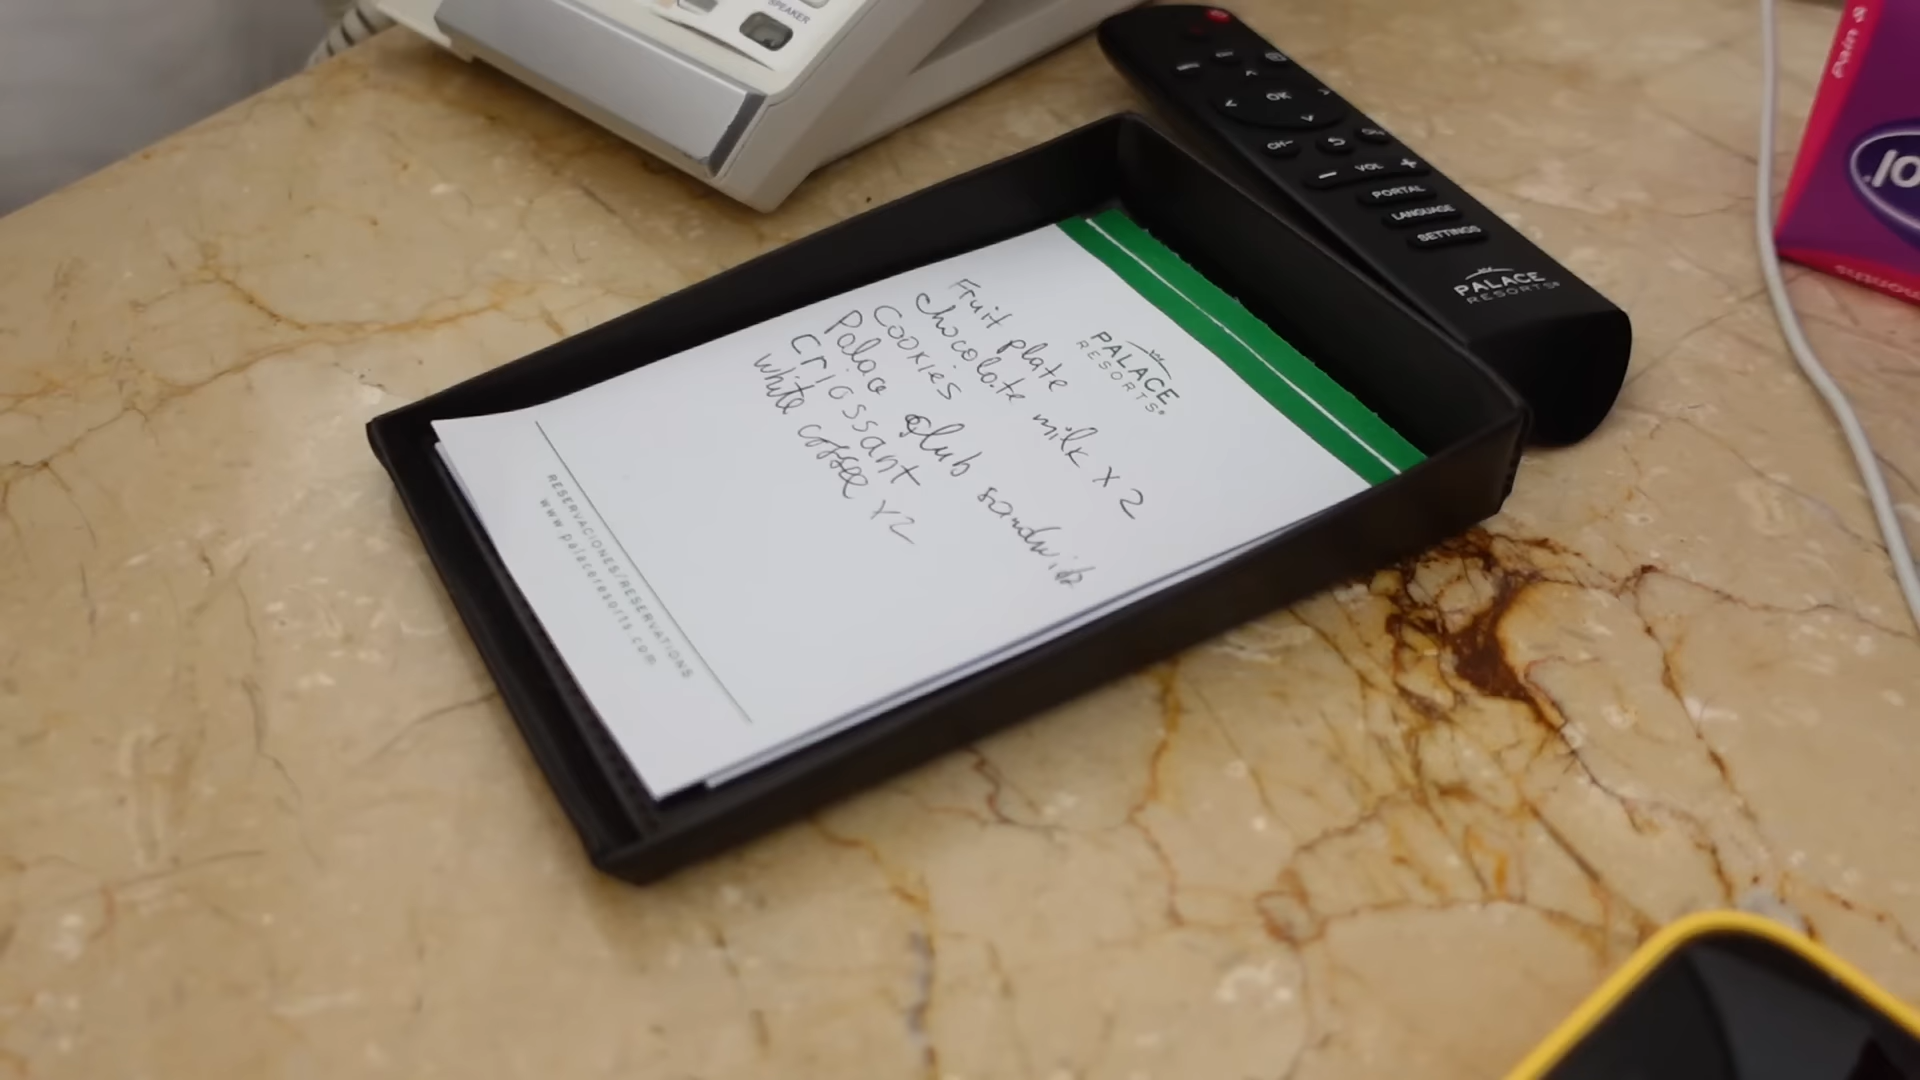 SPEAKER
OK
CH-
VOL +
PORTAL
LANGUAGE
SETTINGS
PALACE
RESORTS®
Pain &
PALACE
RESORTS®
Fruit plate
chocolate milk x 2
Cookies
Palace club sandwich
Criossant
white coffee x2
RESERVACIONES/RESERVATIONS
www.palaceresorts.com